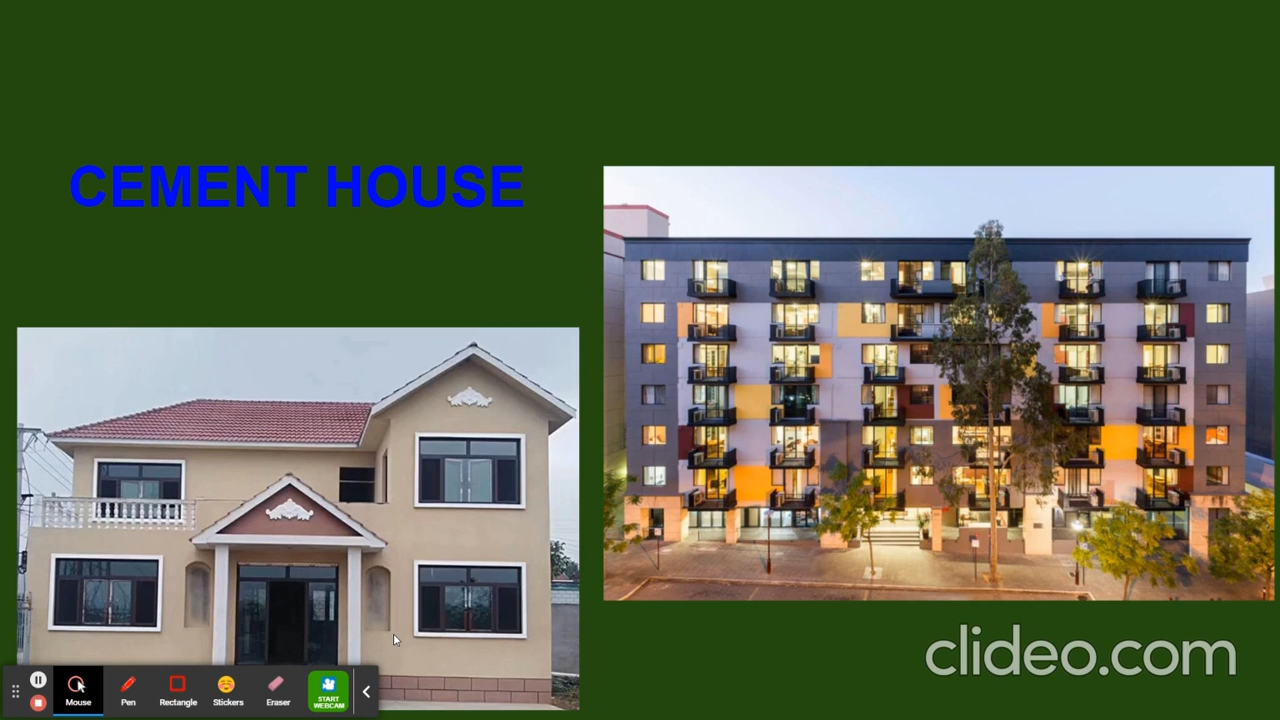 CEMENT HOUSE
clideo.com
Mouse
Pen
Rectangle
Stickers
Eraser
START
WEBCAM